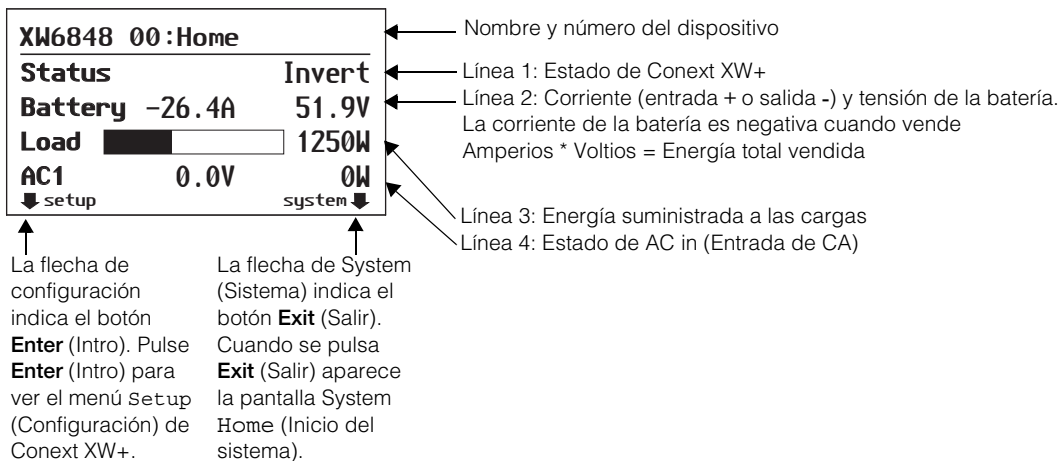 XW6848 00:Home
Status Invert
Battery -26.4A 51.9V
Load 1250W
AC1 0.0V 0W
setup system
Nombre y número del dispositivo
Línea 1: Estado de Conext XW+
Línea 2: Corriente (entrada + o salida -) y tensión de la batería.
La corriente de la batería es negativa cuando vende
Amperios * Voltios = Energía total vendida
Línea 3: Energía suministrada a las cargas
Línea 4: Estado de AC in (Entrada de CA)
La flecha de
configuración
indica el botón
Enter (Intro). Pulse
Enter (Intro) para
ver el menú Setup
(Configuración) de
Conext XW+.
La flecha de System
(Sistema) indica el
botón Exit (Salir).
Cuando se pulsa
Exit (Salir) aparece
la pantalla System
Home (Inicio del
sistema).